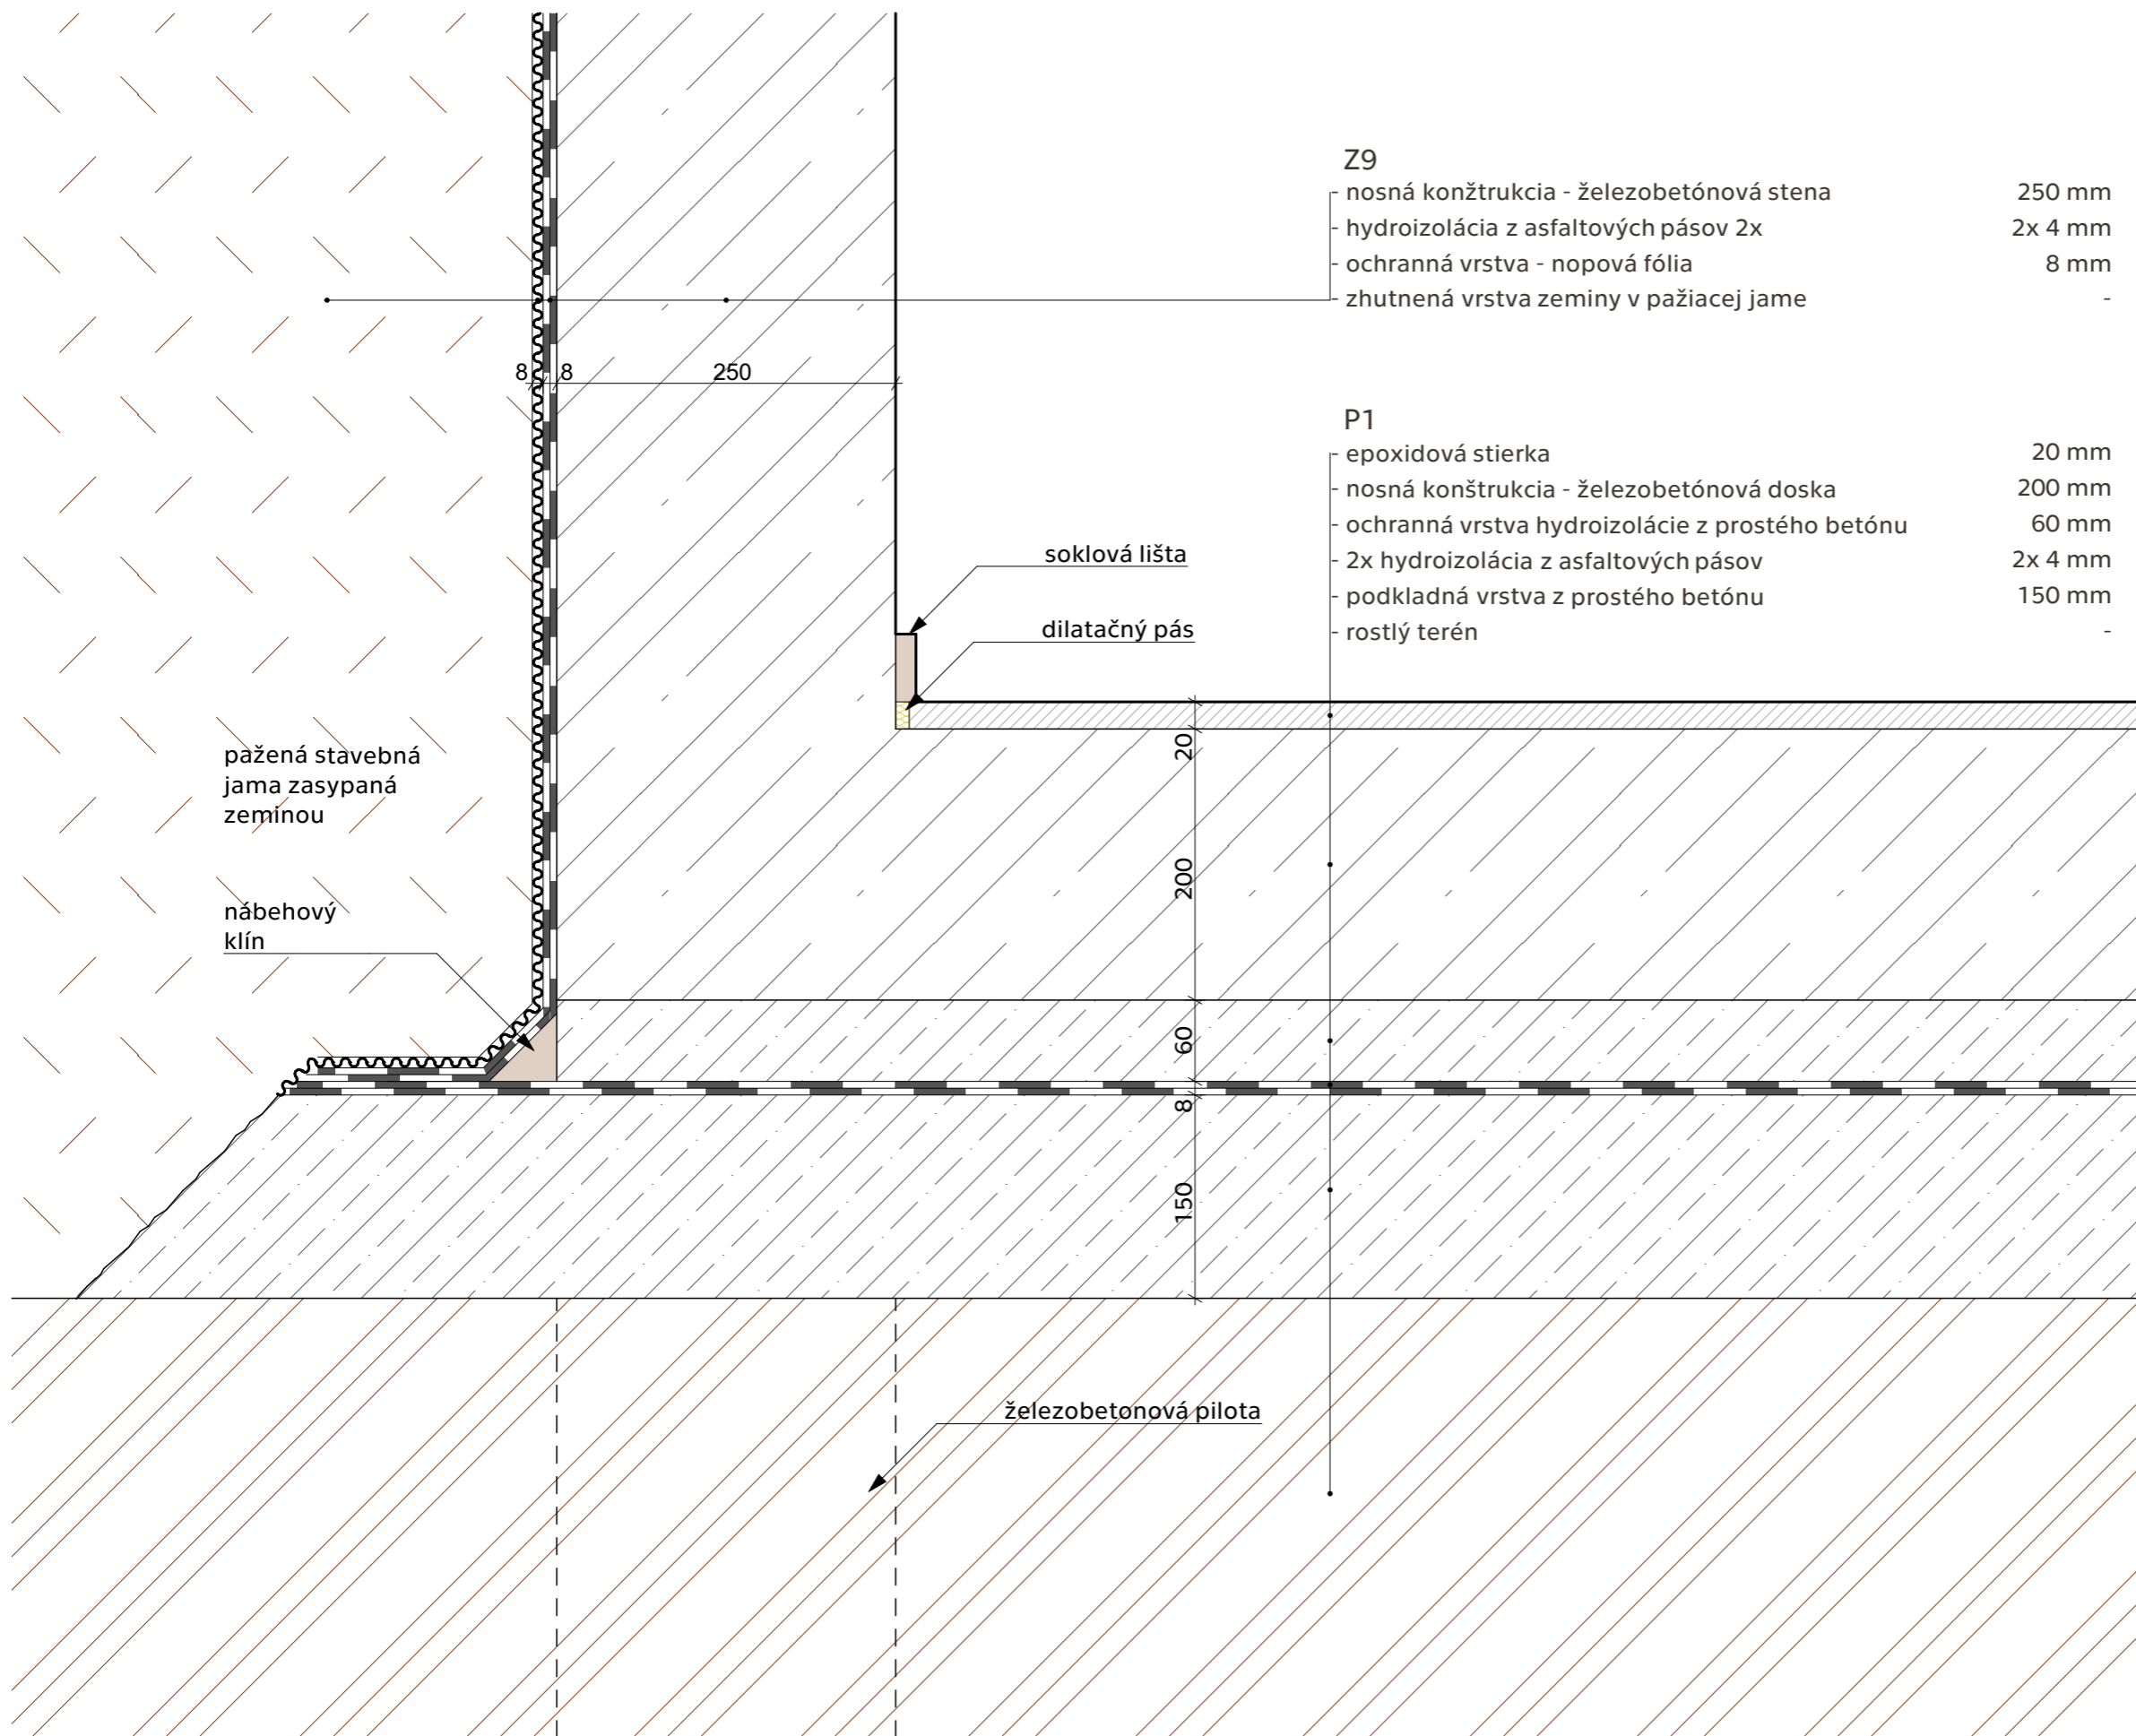 Z9
- nosná konžtrukcia - železobetónová stena 250 mm
- hydroizolácia z asfaltových pásov 2x 2x 4 mm
- ochranná vrstva - nopová fólia 8 mm
- zhutnená vrstva zeminy v pažiacej jame -
8 8 250
P1
- epoxidová stierka 20 mm
- nosná konštrukcia - železobetónová doska 200 mm
- ochranná vrstva hydroizolácie z prostého betónu 60 mm
- 2x hydroizolácia z asfaltových pásov 2x 4 mm
- podkladná vrstva z prostého betónu 150 mm
- rostlý terén -
soklová lišta
dilatačný pás
pažená stavebná
jama zasypaná
zeminou
nábehový
klín
20
200
60
8
150
železobetonová pilota